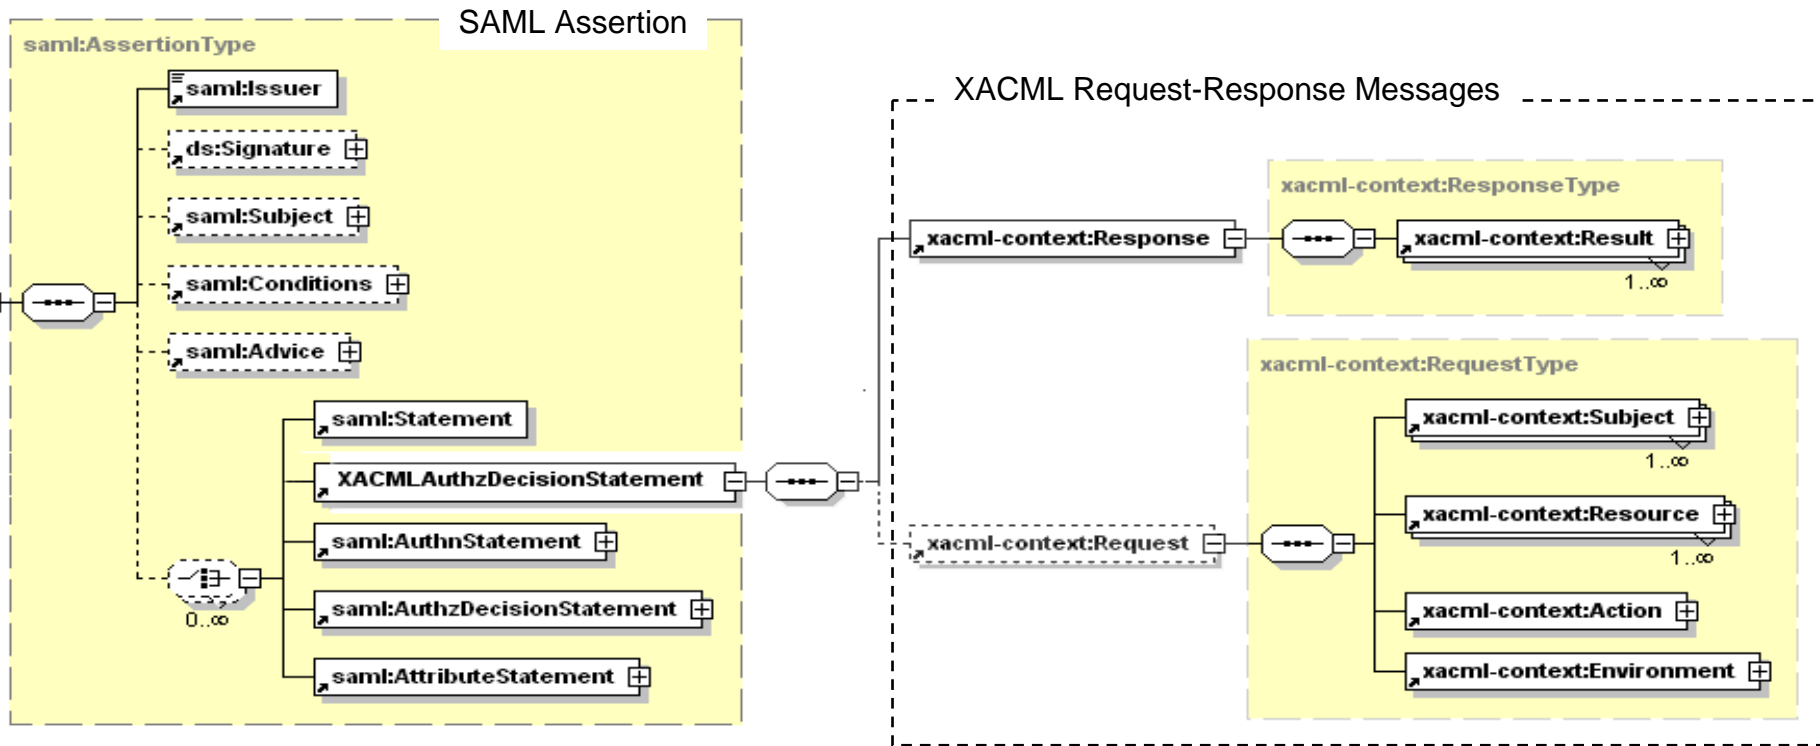 SAML Assertion
saml:AssertionType
saml:Issuer
ds:Signature
saml:Subject
saml:Conditions
saml:Advice
0..∞
saml:Statement
XACMLAuthzDecisionStatement
saml:AuthnStatement
saml:AuthzDecisionStatement
saml:AttributeStatement
XACML Request-Response Messages
xacml-context:Response
xacml-context:ResponseType
xacml-context:Result
1..∞
xacml-context:Request
xacml-context:RequestType
xacml-context:Subject
1..∞
xacml-context:Resource
1..∞
xacml-context:Action
xacml-context:Environment